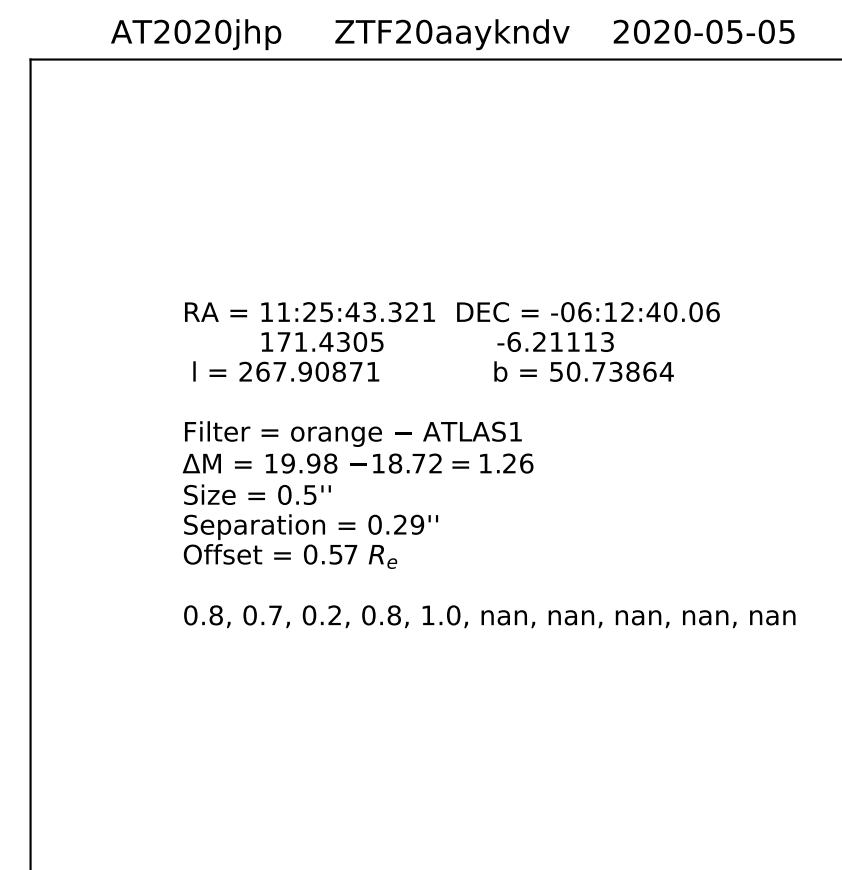 AT2020jhp ZTF20aaykndv 2020-05-05
RA = 11:25:43.321 DEC = -06:12:40.06
171.4305 -6.21113
l = 267.90871 b = 50.73864
Filter = orange − ATLAS1
ΔM = 19.98 −18.72 = 1.26
Size = 0.5''
Separation = 0.29''
Offset = 0.57 Rₑ
0.8, 0.7, 0.2, 0.8, 1.0, nan, nan, nan, nan, nan